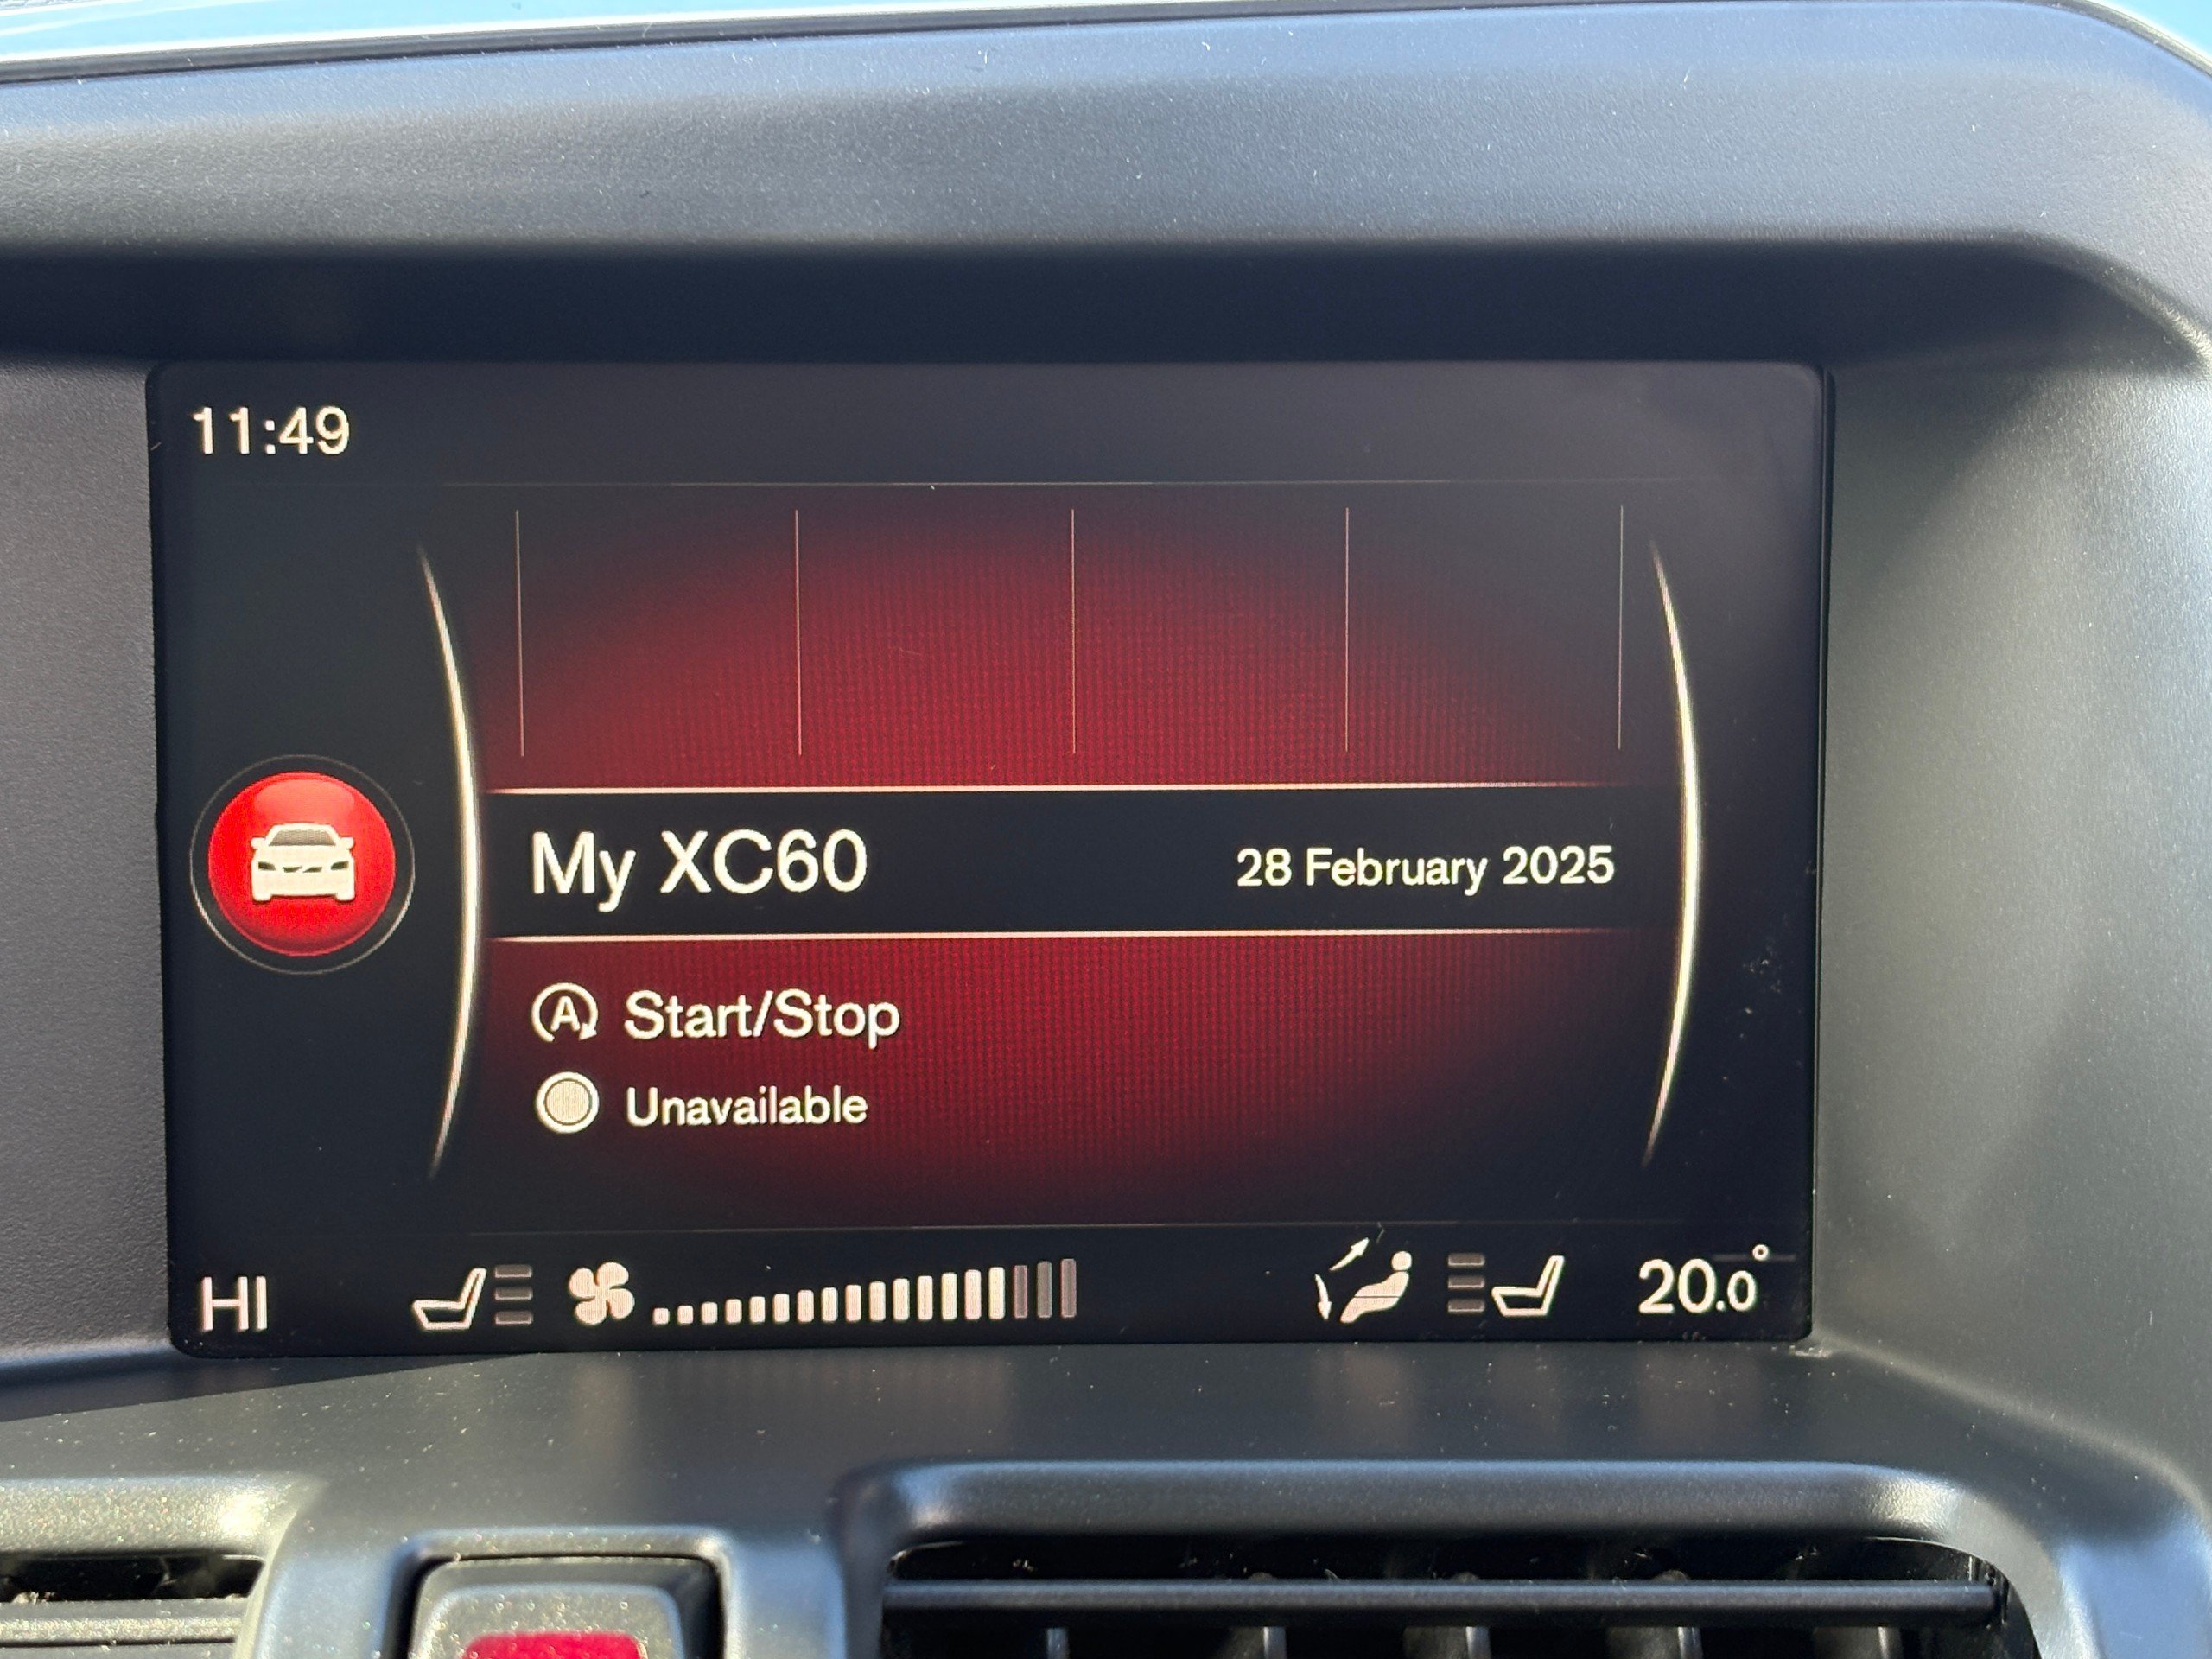 11:49
My XC60 28 February 2025
A Start/Stop
Unavailable
HI 20.0°